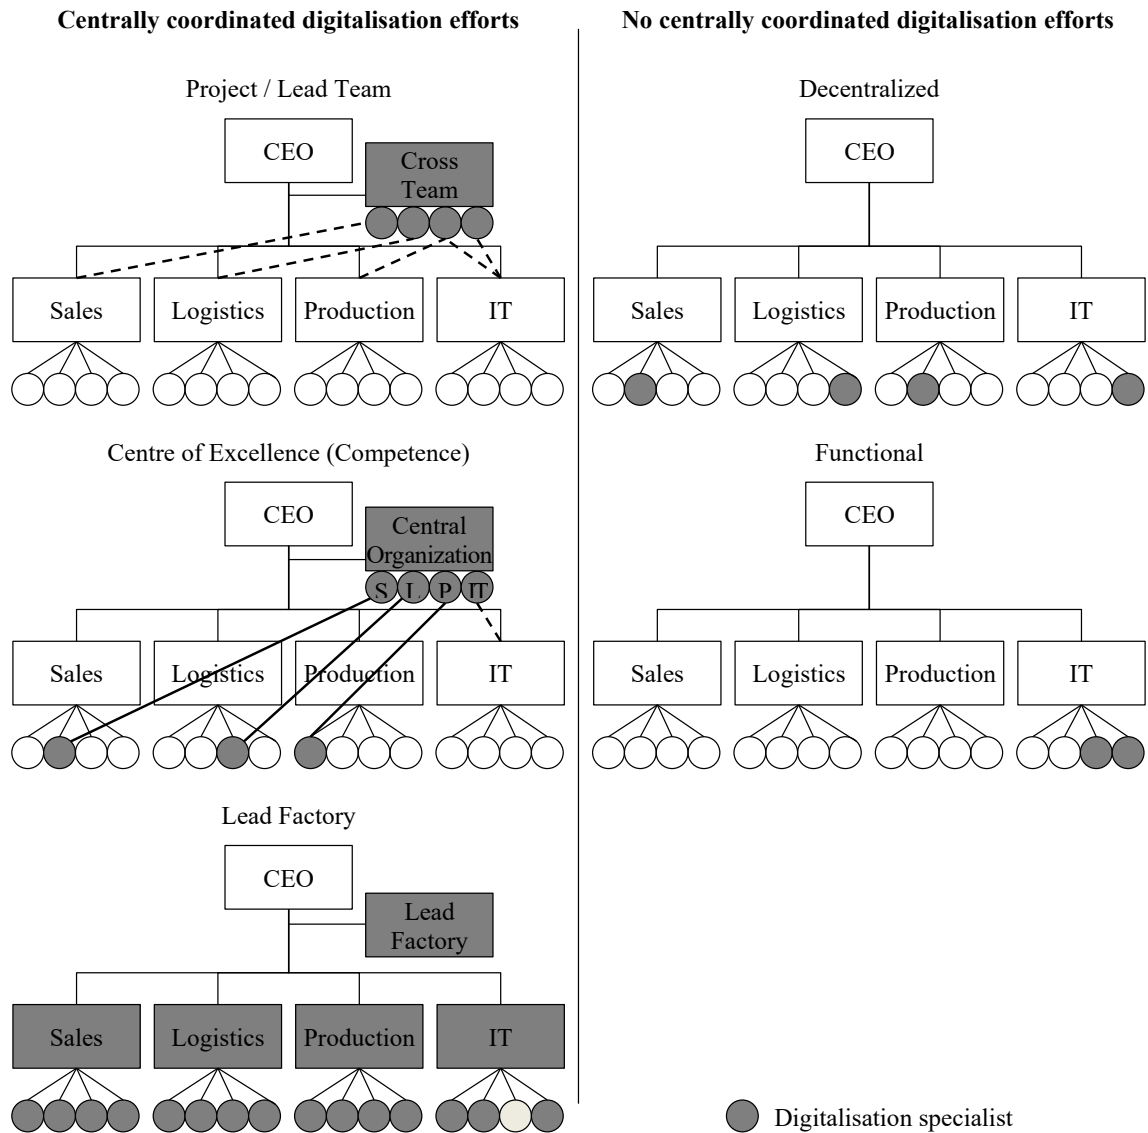 Centrally coordinated digitalisation efforts
Project / Lead Team
CEO
Cross
Team
Sales
Logistics
Production
IT
Centre of Excellence (Competence)
CEO
Central
Organization
S
L
P
IT
Sales
Logistics
Production
IT
Lead Factory
CEO
Lead
Factory
Sales
Logistics
Production
IT
No centrally coordinated digitalisation efforts
Decentralized
CEO
Sales
Logistics
Production
IT
Functional
CEO
Sales
Logistics
Production
IT
Digitalisation specialist